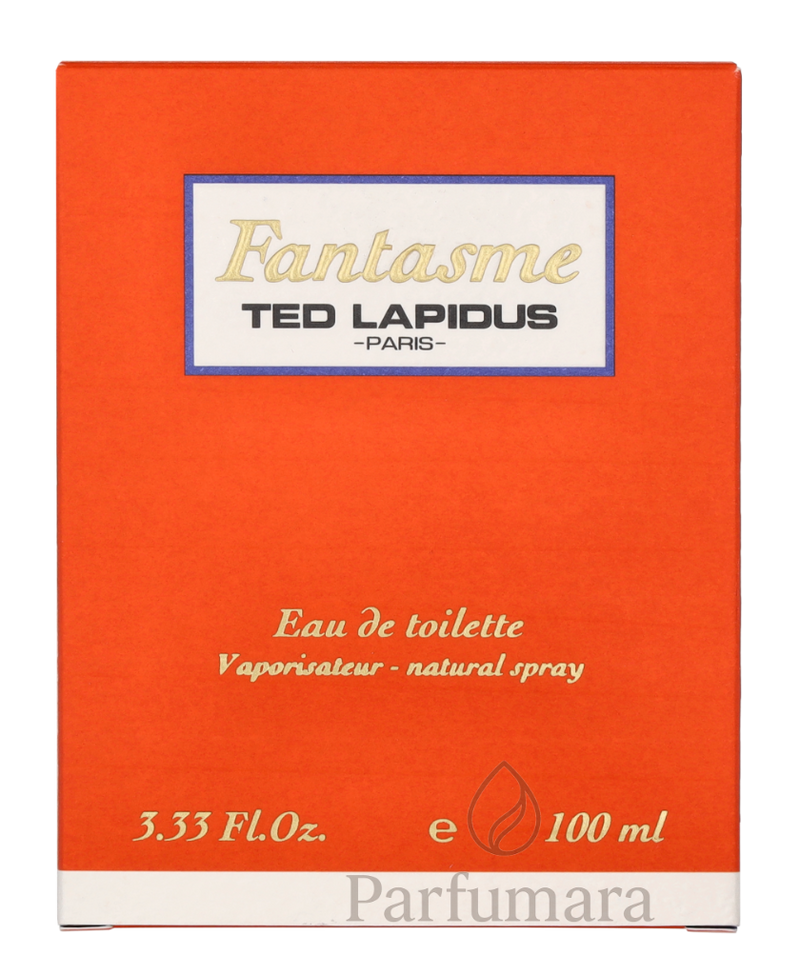 Fantasme
TED LAPIDUS
-PARIS-
Eau de toilette
Vaporisateur - natural spray
3.33 Fl.Oz. e 100 ml
Parfumara